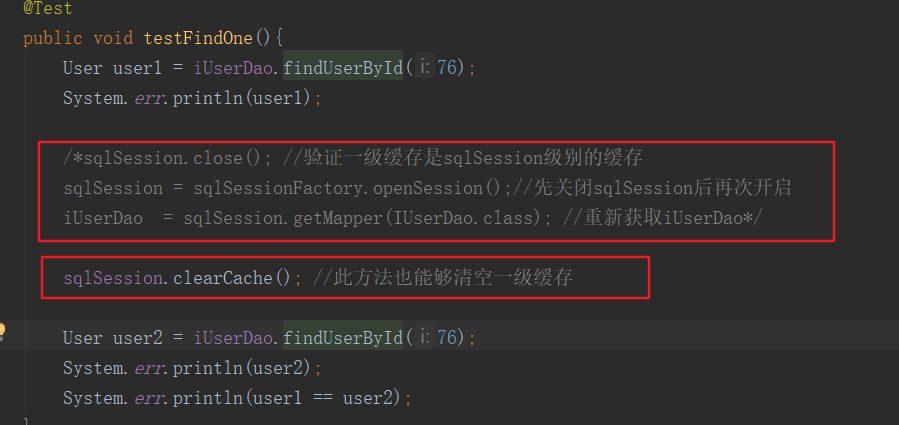 @Test
public void testFindOne(){
User user1 = iUserDao.findUserById( i: 76);
System.err.println(user1);
/*sqlSession.close(); //验证一级缓存是sqlSession级别的缓存
sqlSession = sqlSessionFactory.openSession();//先关闭sqlSession后再次开启
iUserDao  = sqlSession.getMapper(IUserDao.class); //重新获取iUserDao*/
sqlSession.clearCache(); //此方法也能够清空一级缓存
User user2 = iUserDao.findUserById( i: 76);
System.err.println(user2);
System.err.println(user1 == user2);
}